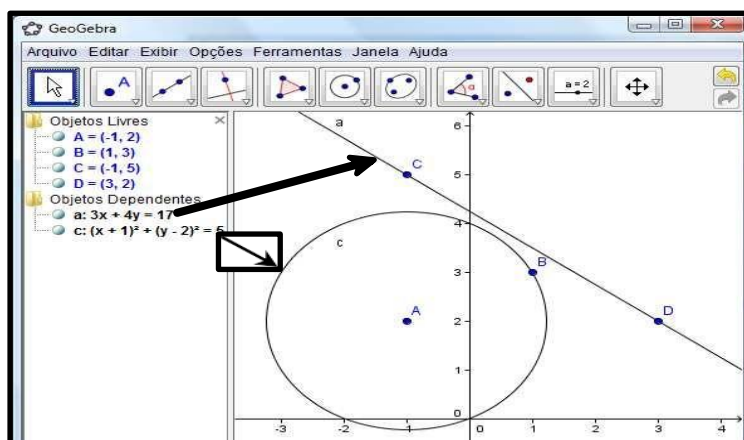 GeoGebra
Arquivo Editar Exibir Opções Ferramentas Janela Ajuda
A α a = 2
Objetos Livres
A = (-1, 2)
B = (1, 3)
C = (-1, 5)
D = (3, 2)
Objetos Dependentes
a: 3x + 4y = 17
c: (x + 1)² + (y - 2)² = 5
a 6
C
5
4
c
B
3
A
2
D
1
0
-3 -2 -1 0 1 2 3 4